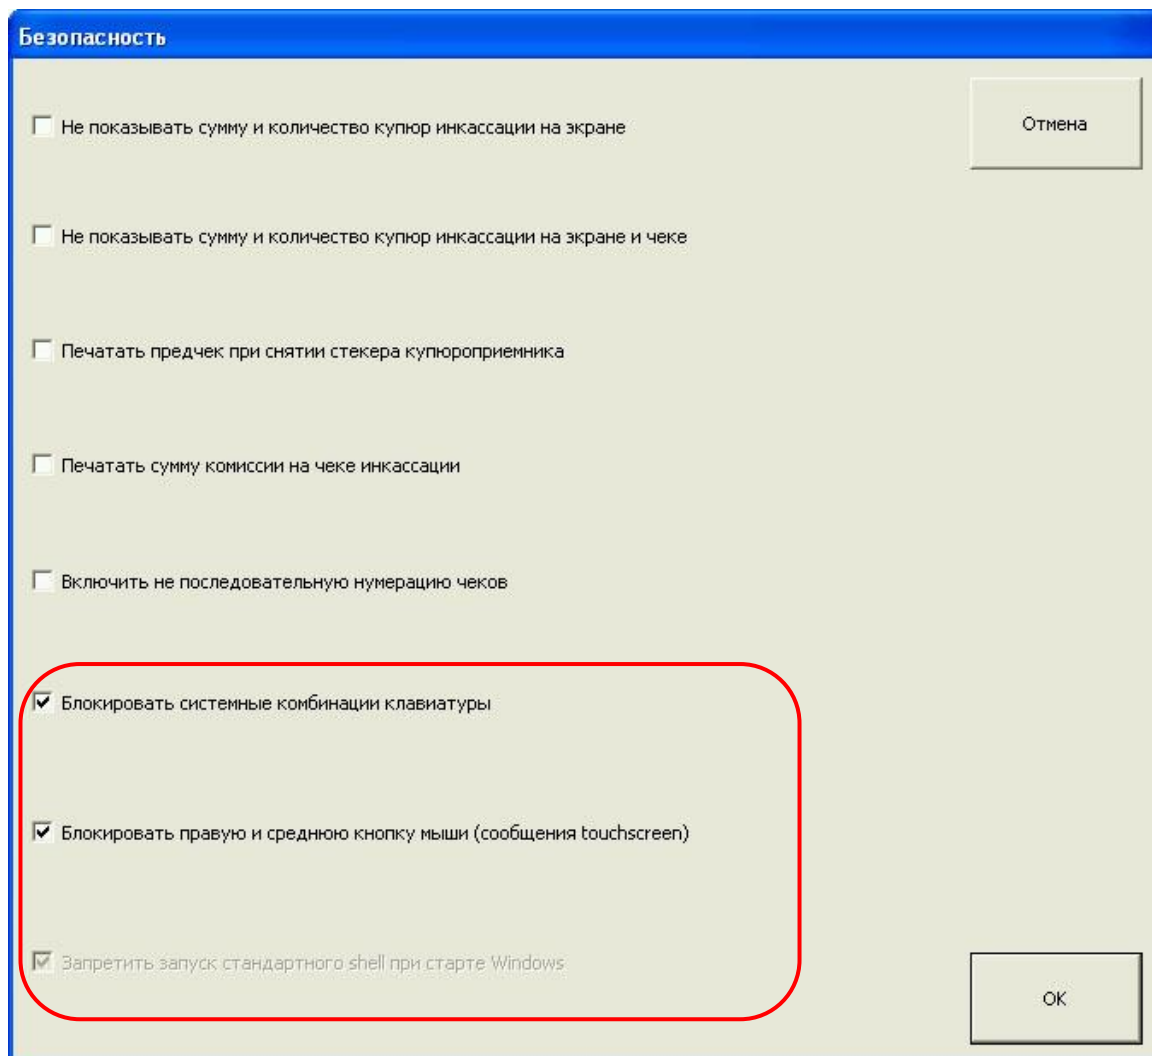 Безопасность
Не показывать сумму и количество купюр инкассации на экране
Отмена
Не показывать сумму и количество купюр инкассации на экране и чеке
Печатать предчек при снятии стекера купюроприемника
Печатать сумму комиссии на чеке инкассации
Включить не последовательную нумерацию чеков
Блокировать системные комбинации клавиатуры
Блокировать правую и среднюю кнопку мыши (сообщения touchscreen)
Запретить запуск стандартного shell при старте Windows
ОК